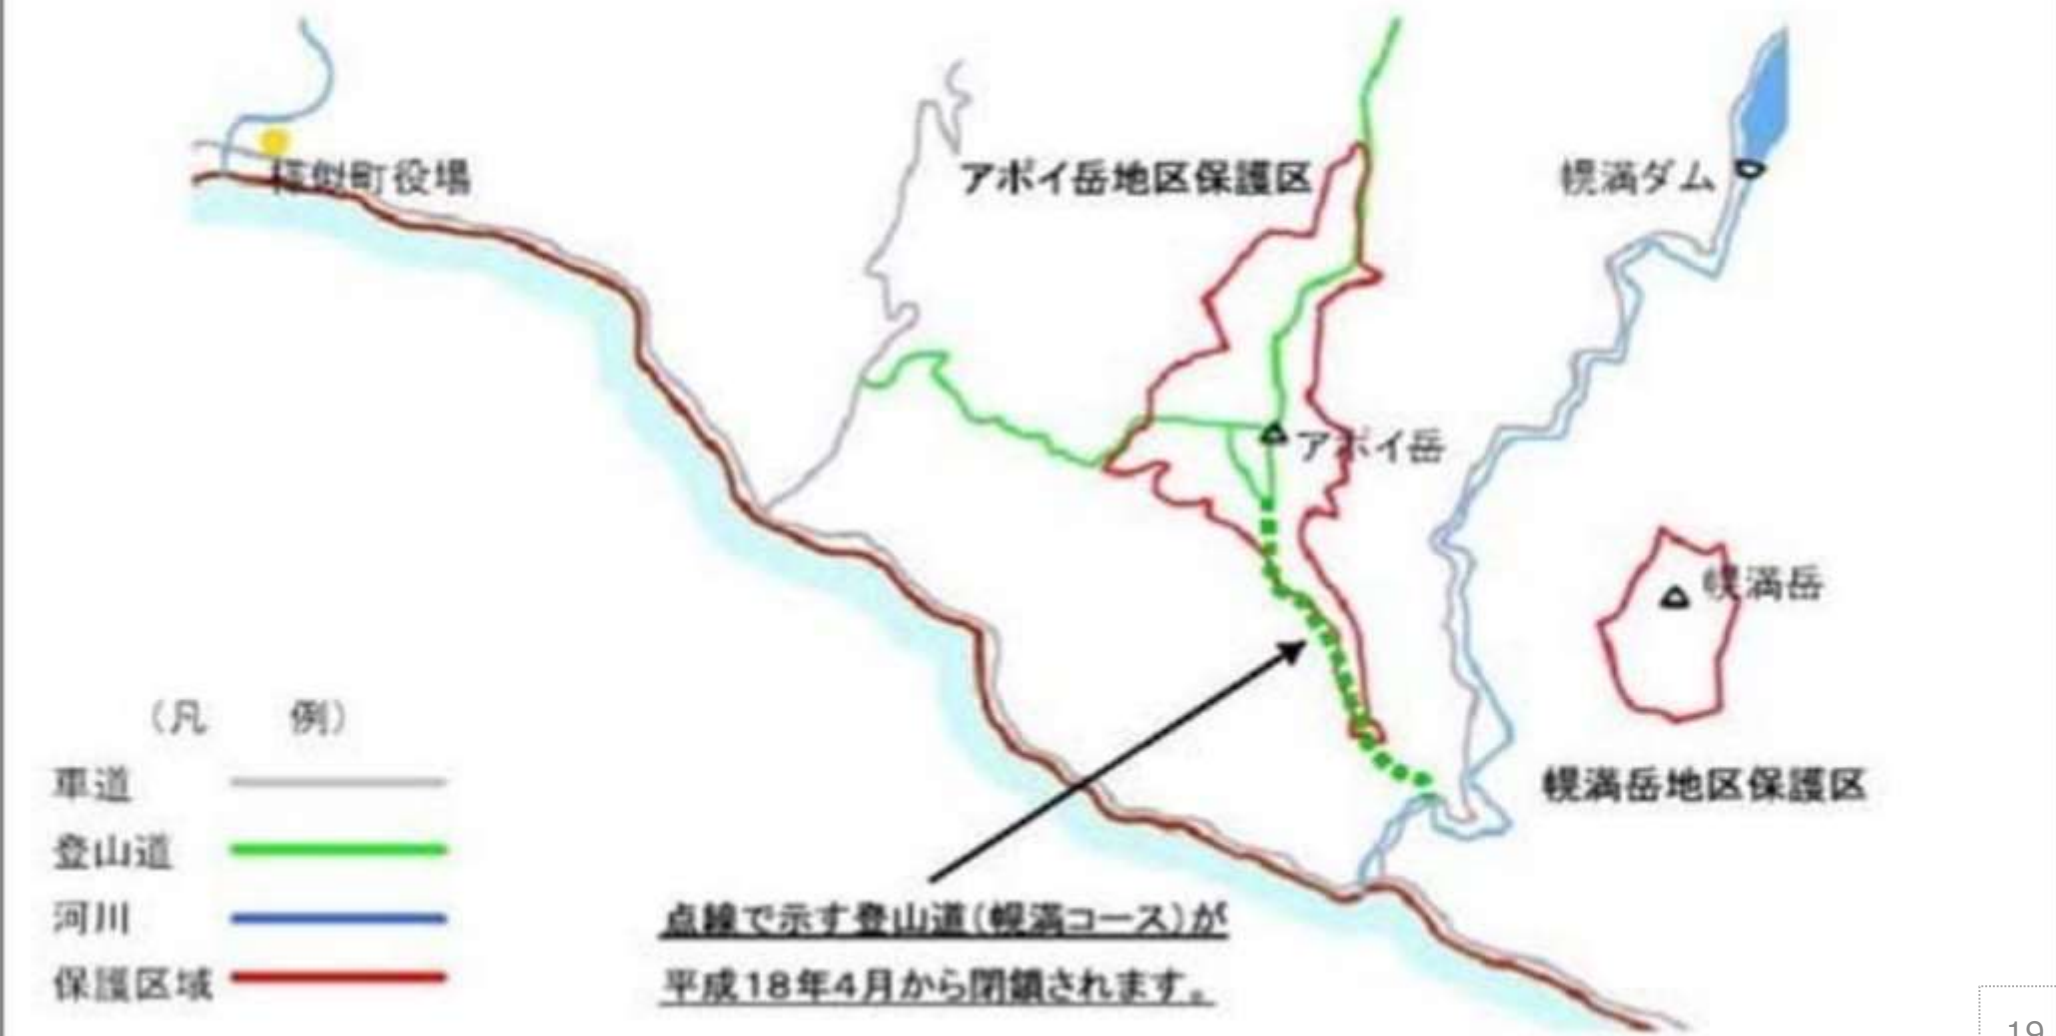 様似町役場
アポイ岳地区保護区
幌満ダム
アポイ岳
幌満岳
幌満岳地区保護区
（凡　例）
車道
登山道
河川
保護区域
点線で示す登山道（幌満コース）が
平成18年4月から閉鎖されます。
19